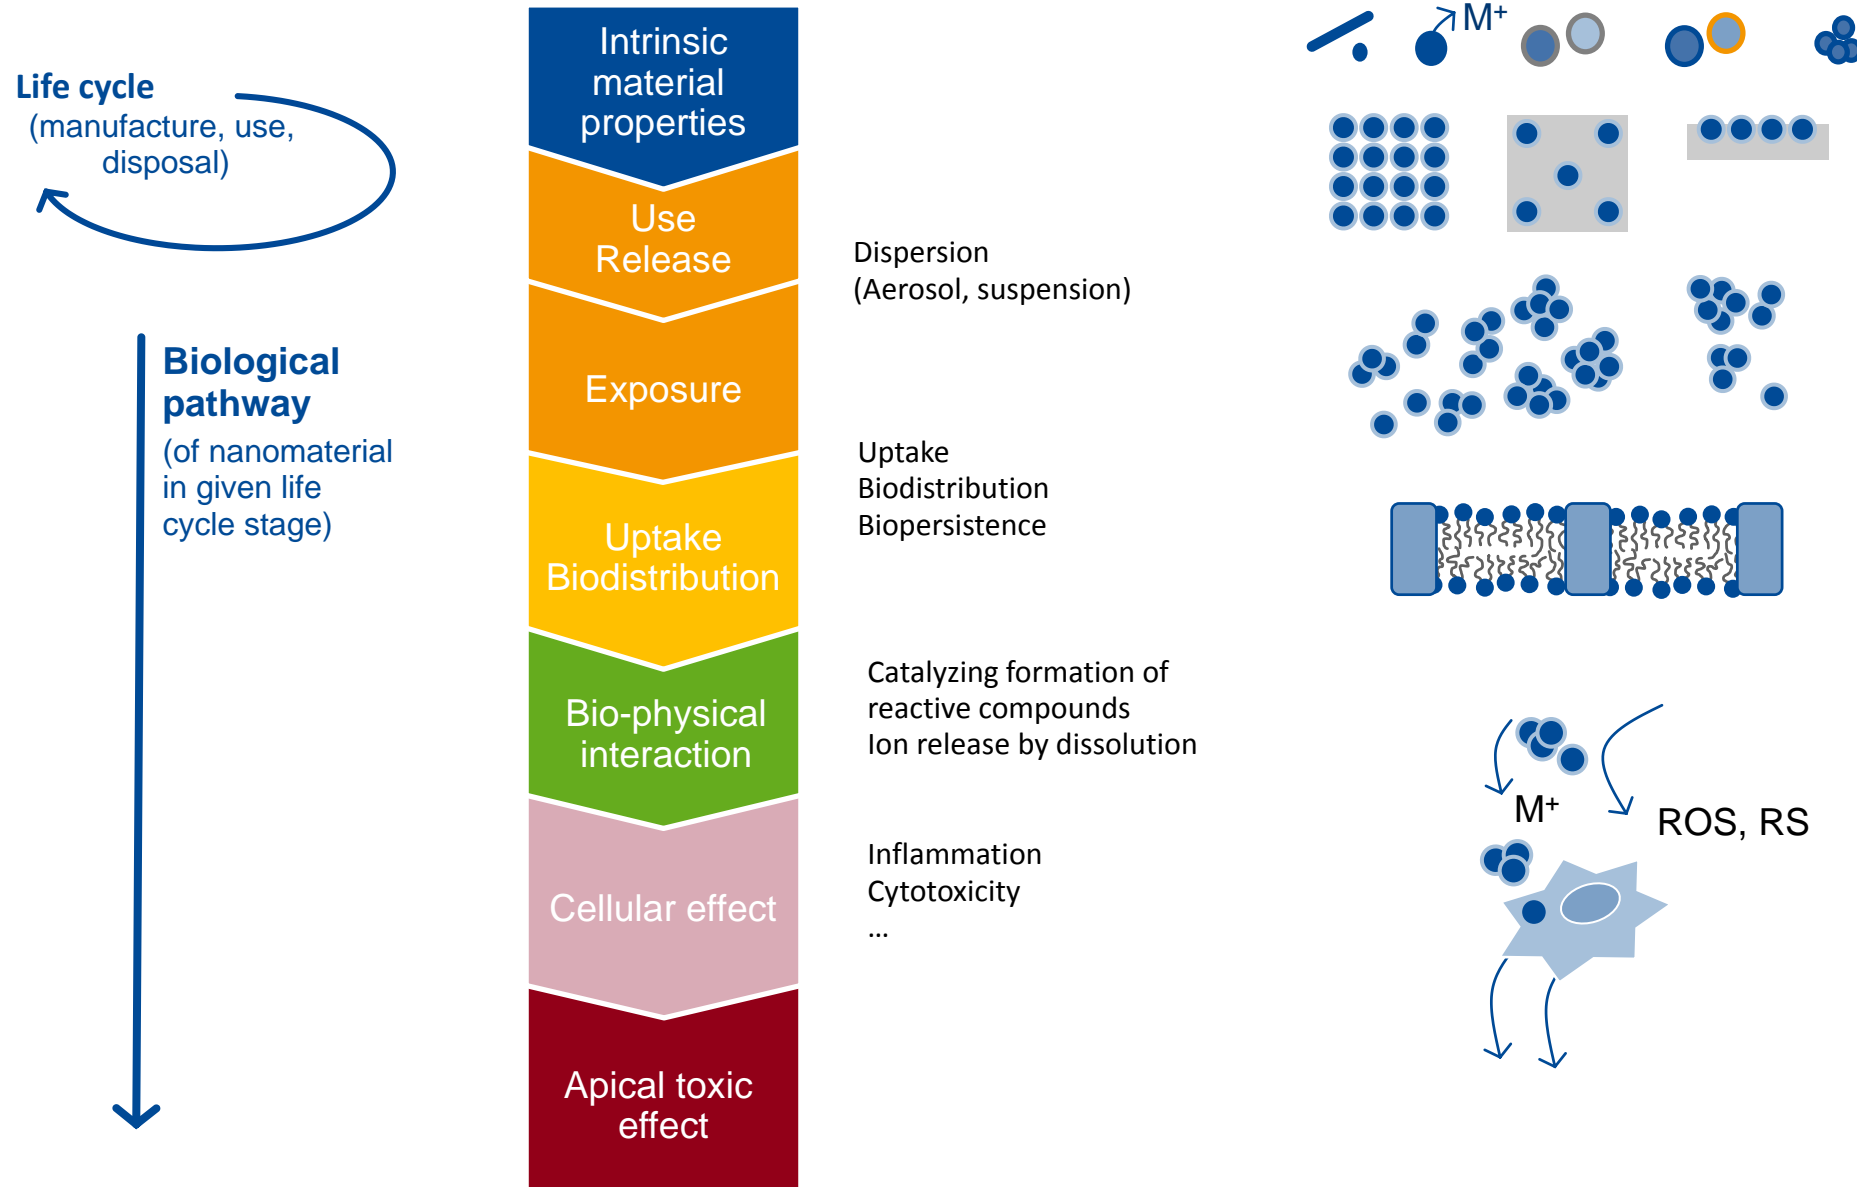 Life cycle
(manufacture, use,
disposal)
Biological
pathway
(of nanomaterial
in given life
cycle stage)
Intrinsic
material
properties
Use
Release
Exposure
Uptake
Biodistribution
Bio-physical
interaction
Cellular effect
Apical toxic
effect
Dispersion
(Aerosol, suspension)
Uptake
Biodistribution
Biopersistence
Catalyzing formation of
reactive compounds
Ion release by dissolution
Inflammation
Cytotoxicity
...
M⁺
M⁺
ROS, RS